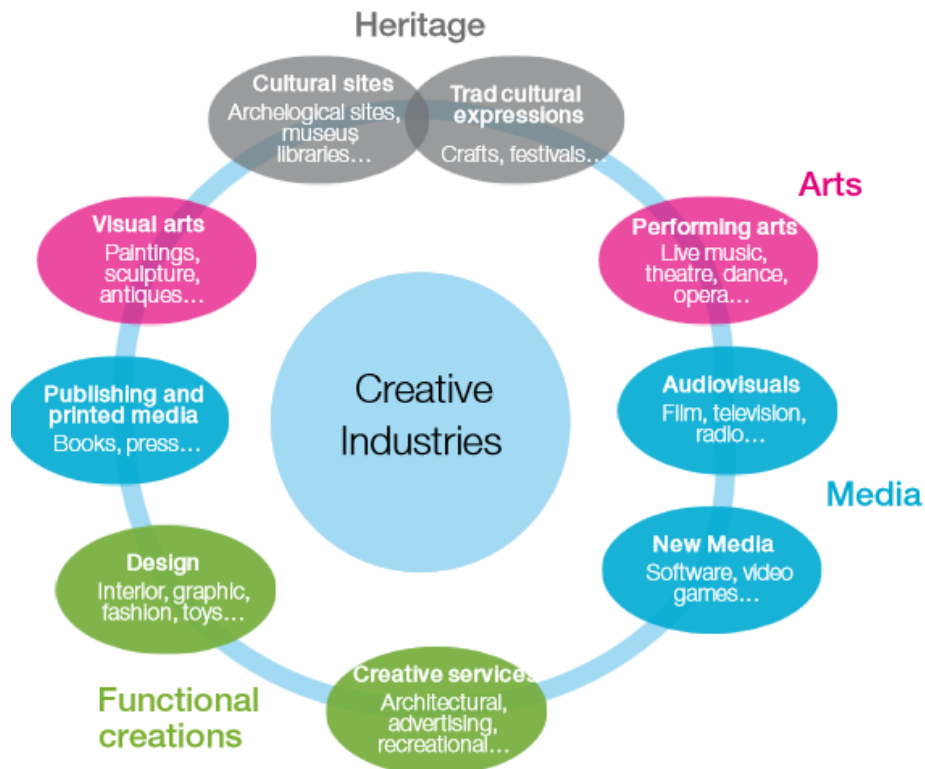 Heritage
Cultural sites
Archelogical sites,
museus
libraries…
Trad cultural
expressions
Crafts, festivals…
Arts
Visual arts
Paintings,
sculpture,
antiques…
Performing arts
Live music,
theatre, dance,
opera…
Creative
Industries
Publishing and
printed media
Books, press…
Audiovisuals
Film, television,
radio…
Media
New Media
Software, video
games…
Design
Interior, graphic,
fashion, toys…
Creative services
Architectural,
advertising,
recreational…
Functional
creations